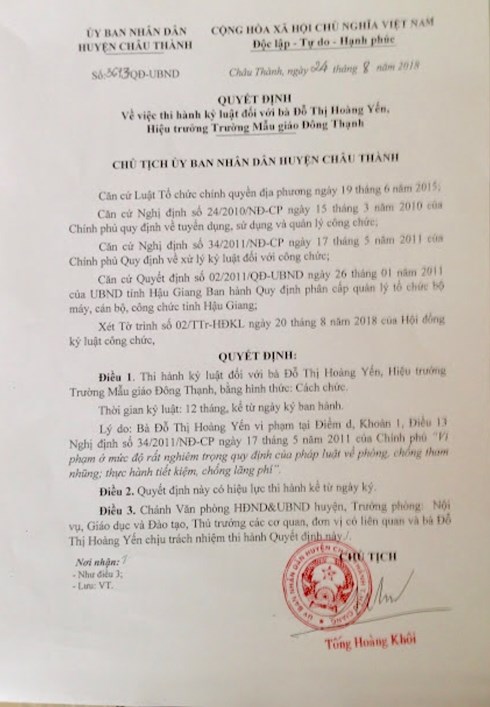 ỦY BAN NHÂN DÂN
HUYỆN CHÂU THÀNH
CỘNG HÒA XÃ HỘI CHỦ NGHĨA VIỆT NAM
Độc lập - Tự do - Hạnh phúc
Số:3613QĐ-UBND
Châu Thành, ngày 24 tháng 8 năm 2018
QUYẾT ĐỊNH
Về việc thi hành kỷ luật đối với bà Đỗ Thị Hoàng Yến,
Hiệu trưởng Trường Mẫu giáo Đông Thạnh
CHỦ TỊCH ỦY BAN NHÂN DÂN HUYỆN CHÂU THÀNH
Căn cứ Luật Tổ chức chính quyền địa phương ngày 19 tháng 6 năm 2015;
Căn cứ Nghị định số 24/2010/NĐ-CP ngày 15 tháng 3 năm 2010 của
Chính phủ quy định về tuyển dụng, sử dụng và quản lý công chức;
Căn cứ Nghị định số 34/2011/NĐ-CP ngày 17 tháng 5 năm 2011 của
Chính phủ Quy định về xử lý kỷ luật đối với công chức;
Căn cứ Quyết định số 02/2011/QĐ-UBND ngày 26 tháng 01 năm 2011
của UBND tỉnh Hậu Giang Ban hành Quy định phân cấp quản lý tổ chức bộ
máy, cán bộ, công chức tỉnh Hậu Giang;
Xét Tờ trình số 02/TTr-HĐKL ngày 20 tháng 8 năm 2018 của Hội đồng
kỷ luật công chức,
QUYẾT ĐỊNH:
Điều 1. Thi hành kỷ luật đối với bà Đỗ Thị Hoàng Yến, Hiệu trưởng
Trường Mẫu giáo Đông Thạnh, bằng hình thức: Cách chức.
Thời gian kỷ luật: 12 tháng, kể từ ngày ký ban hành.
Lý do: Bà Đỗ Thị Hoàng Yến vi phạm tại Điểm d, Khoản 1, Điều 13
Nghị định số 34/2011/NĐ-CP ngày 17 tháng 5 năm 2011 của Chính phủ "Vi
phạm ở mức độ rất nghiêm trọng quy định của pháp luật về phòng, chống tham
nhũng; thực hành tiết kiệm, chống lãng phí".
Điều 2. Quyết định này có hiệu lực thi hành kể từ ngày ký.
Điều 3. Chánh Văn phòng HĐND&UBND huyện, Trưởng phòng: Nội
vụ, Giáo dục và Đào tạo, Thủ trưởng các cơ quan, đơn vị có liên quan và bà Đỗ
Thị Hoàng Yến chịu trách nhiệm thi hành Quyết định này./.
Nơi nhận:
- Như điều 3;
- Lưu: VT.
CHỦ TỊCH
Tống Hoàng Khôi